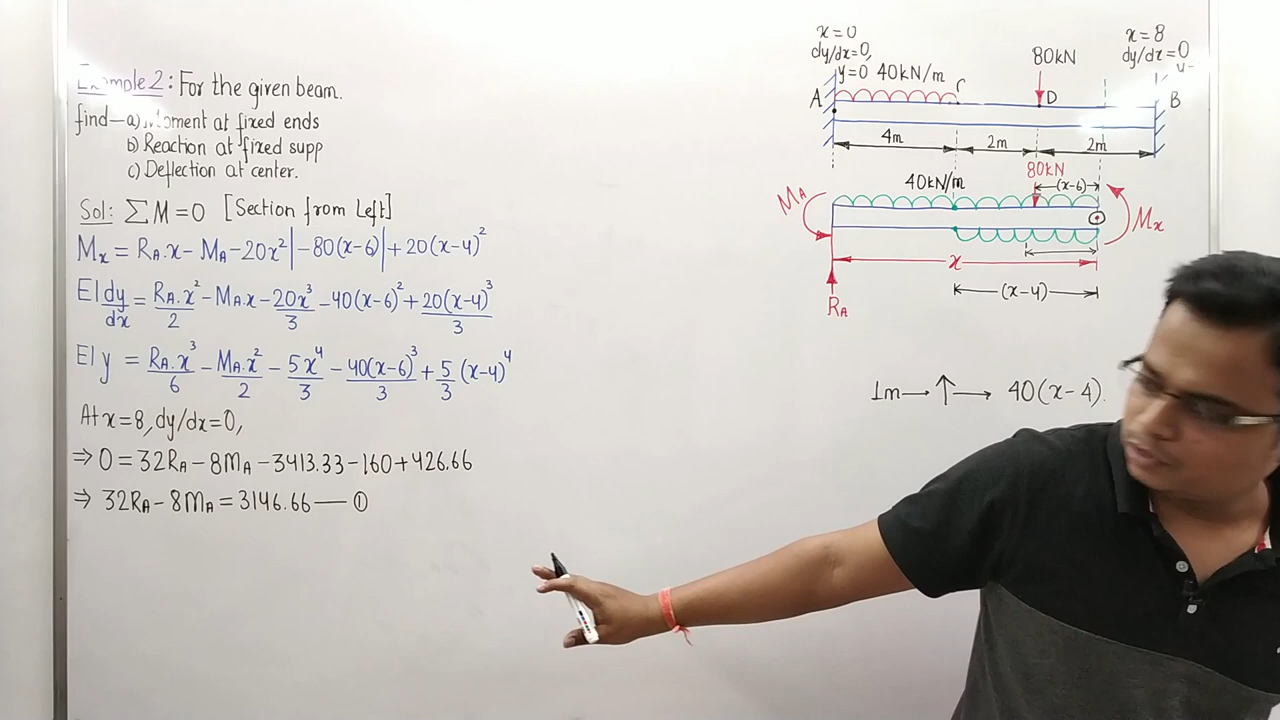 Example 2: For the given beam.
find—a) Moment at fixed ends
b) Reaction at fixed supp
c) Deflection at center.
Sol: ΣM=0 [Section from Left]
Mx = RA.x - MA - 20x² | - 80(x-6) | + 20(x-4)²
EI dy/dx = RA.x²/2 - MA.x - 20x³/3 - 40(x-6)² + 20(x-4)³/3
EIy = RA.x³/6 - MA.x²/2 - 5x⁴/3 - 40(x-6)³/3 + 5/3 (x-4)⁴
At x=8, dy/dx=0,
⇒ 0=32RA - 8MA - 3413.33 - 160 + 426.66
⇒ 32RA - 8MA = 3146.66 — ①
x=0
dy/dx=0,
y=0 40kN/m
80kN
x=8
dy/dx=0
A
C
D
B
4m
2m
2m
80kN
40kN/m
(x-6)
MA
Mx
x
(x-4)
RA
1m → ↑ → 40(x-4).